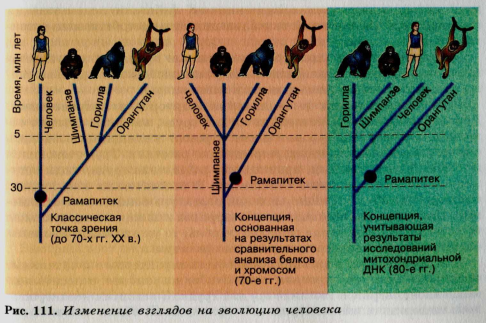 Время, млн лет
5
30
Человек
Шимпанзе
Горилла
Орангутан
Рамапитек
Классическая
точка зрения
(до 70-х гг. XX в.)
Человек
Шимпанзе
Горилла
Орангутан
Рамапитек
Концепция,
основанная
на результатах
сравнительного
анализа белков
и хромосом
(70-е гг.)
Горилла
Шимпанзе
Человек
Орангутан
Рамапитек
Концепция,
учитывающая
результаты
исследований
митохондриальной
ДНК (80-е гг.)
Рис. 111. Изменение взглядов на эволюцию человека